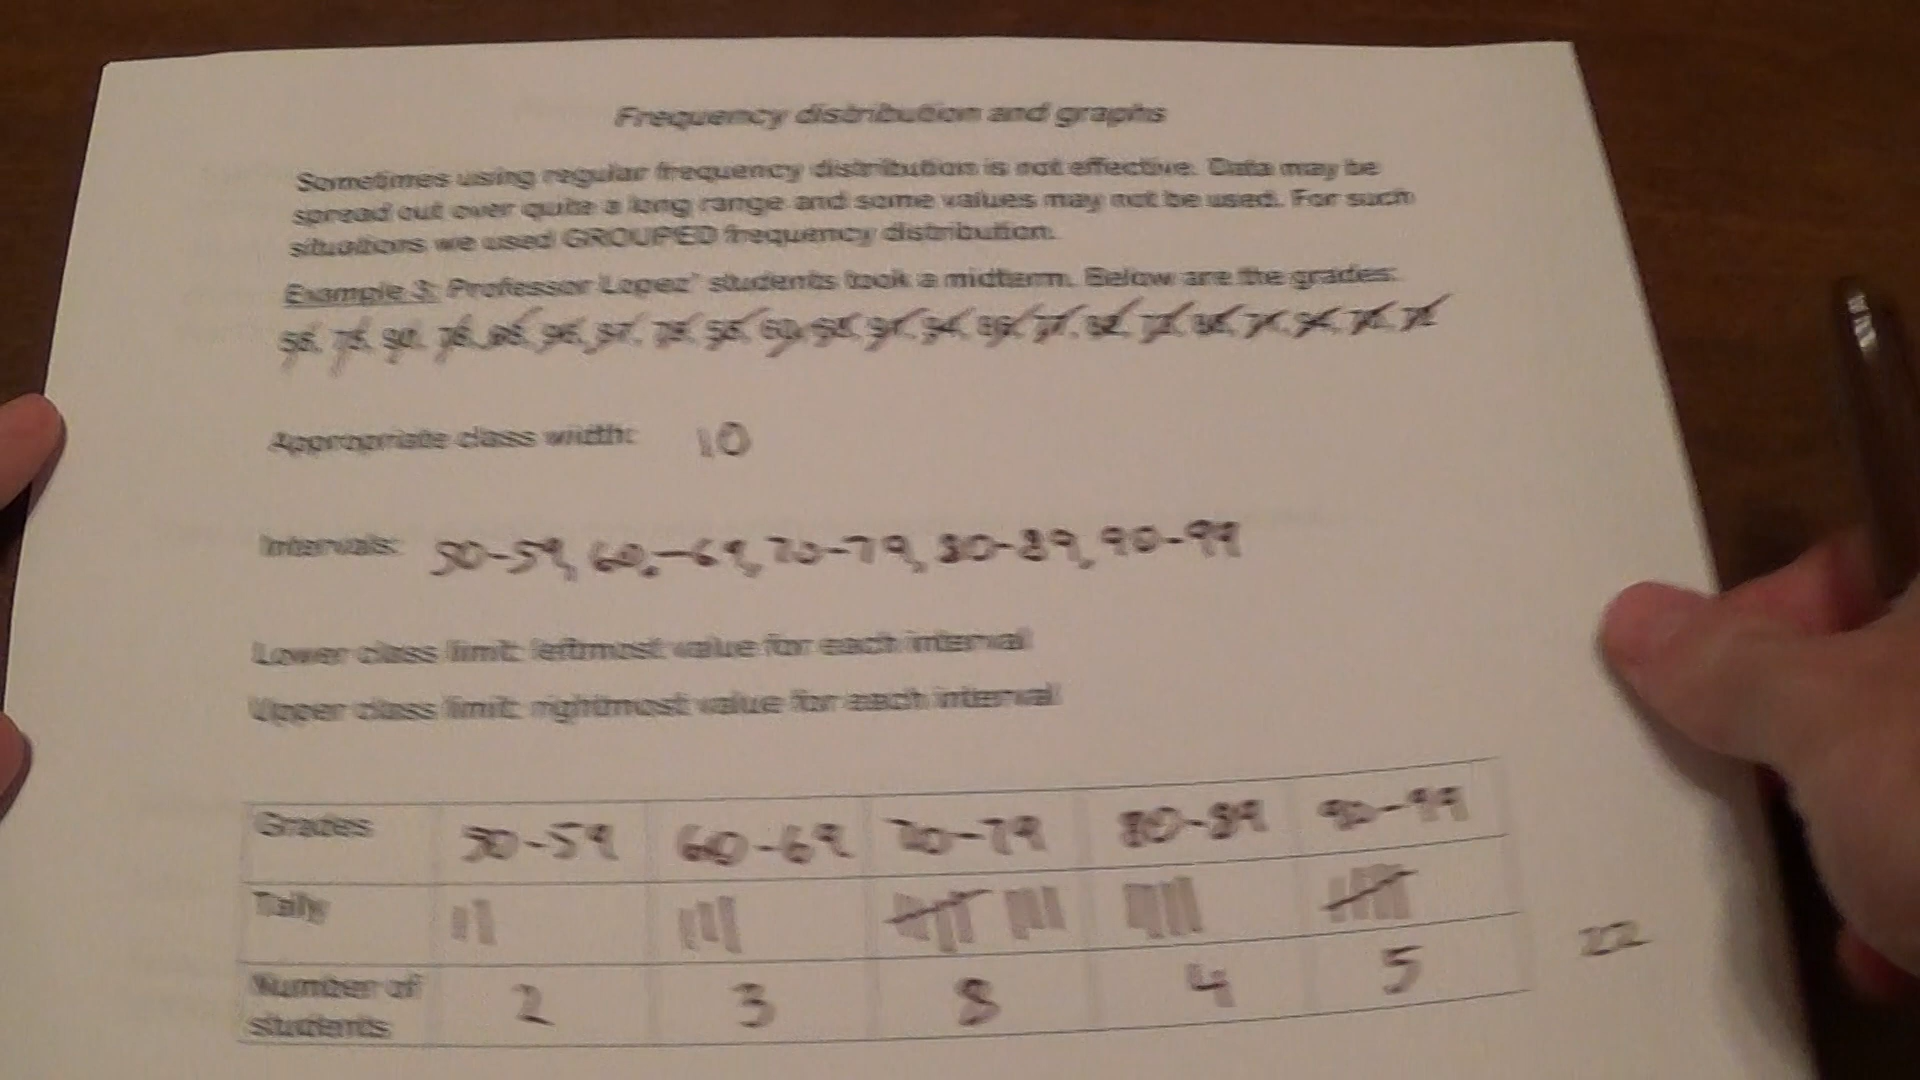 Frequency distribution and graphs
Sometimes using regular frequency distribution is not effective. Data may be
spread out over quite a long range and some values may not be used. For such
situations we used GROUPED frequency distribution.
Example 3: Professor Lopez' students took a midterm. Below are the grades:
Appropriate class width: 10
Intervals: 50-59, 60-69, 70-79, 80-89, 90-99
Lower class limit: leftmost value for each interval
Upper class limit: rightmost value for each interval
Grades 50-59 60-69 70-79 80-89 90-99
Tally
22
Number of 2 3 8 4 5
students